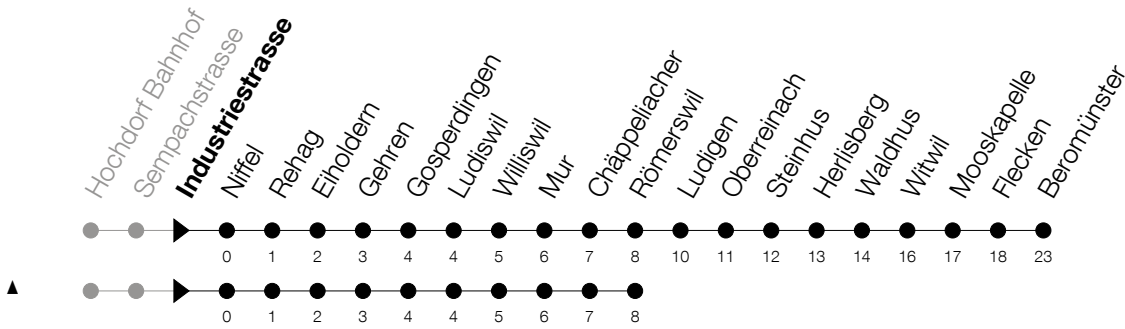 Hochdorf Bahnhof
Sempachstrasse
Industriestrasse
Niffel
Rehag
Eiholdern
Gehren
Gosperdingen
Ludiswil
Williswil
Mur
Chäppeliacher
Römerswil
Ludigen
Oberreinach
Steinhus
Herlisberg
Waldhus
Witwil
Mooskapelle
Flecken
Beromünster
0 1 2 3 4 4 5 6 7 8 10 11 12 13 14 16 17 18 23
0 1 2 3 4 4 5 6 7 8